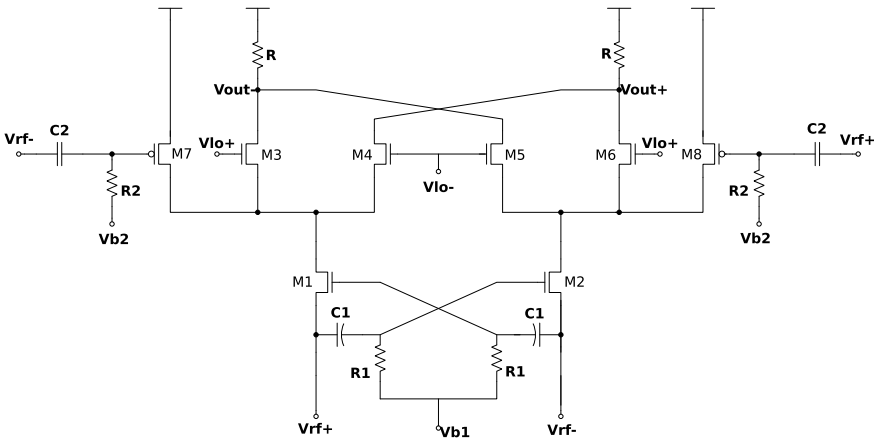 R
R
Vout-
Vout+
Vrf-
C2
M7
Vlo+
M3
M4
M5
M6
Vlo+
M8
C2
Vrf+
Vlo-
R2
R2
Vb2
Vb2
M1
M2
C1
C1
R1
R1
Vrf+
Vb1
Vrf-